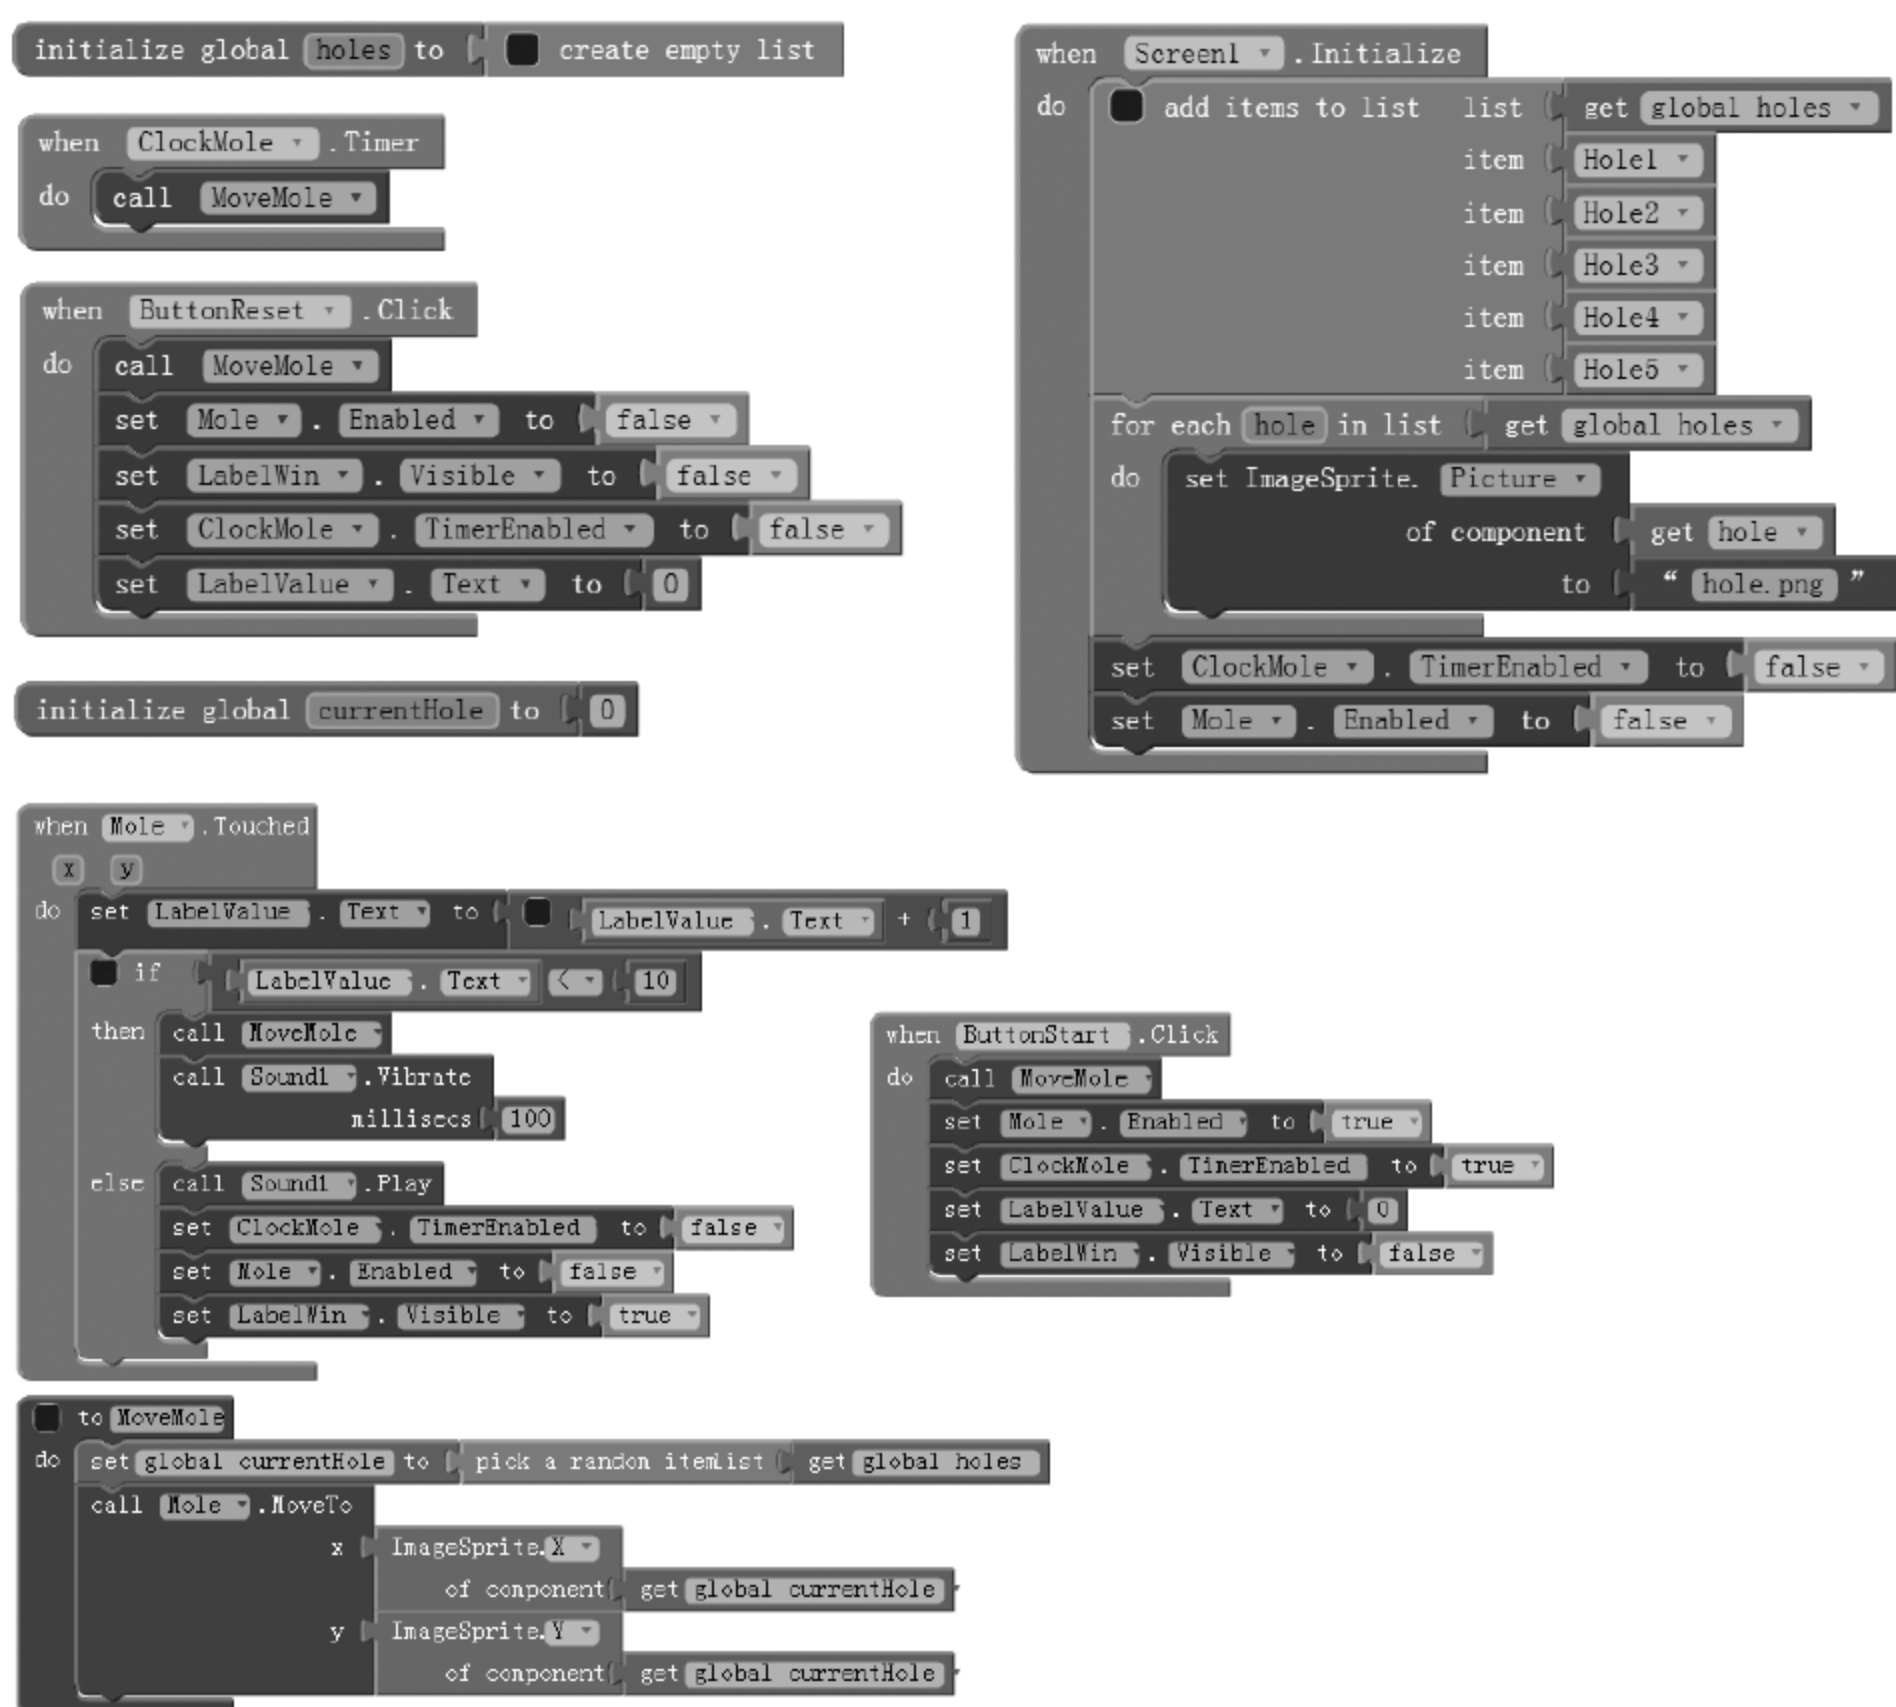 initialize global holes to create empty list
when ClockMole .Timer
do call MoveMole
when ButtonReset .Click
do call MoveMole
set Mole . Enabled to false
set LabelWin . Visible to false
set ClockMole . TimerEnabled to false
set LabelValue . Text to 0
initialize global currentHole to 0
when Screen1 .Initialize
do add items to list list get global holes
item Hole1
item Hole2
item Hole3
item Hole4
item Hole5
for each hole in list get global holes
do set ImageSprite. Picture
of component get hole
to “ hole.png ”
set ClockMole . TimerEnabled to false
set Mole . Enabled to false
when Mole .Touched
x y
do set LabelValue . Text to LabelValue . Text + 1
if LabelValue . Text < 10
then call MoveMole
call Sound1 .Vibrate
millisecs 100
else call Sound1 .Play
set ClockMole . TimerEnabled to false
set Mole . Enabled to false
set LabelWin . Visible to true
when ButtonStart .Click
do call MoveMole
set Mole . Enabled to true
set ClockMole . TimerEnabled to true
set LabelValue . Text to 0
set LabelWin . Visible to false
to MoveMole
do set global currentHole to pick a random itemlist get global holes
call Mole .MoveTo
x ImageSprite.X
of component get global currentHole
y ImageSprite.Y
of component get global currentHole